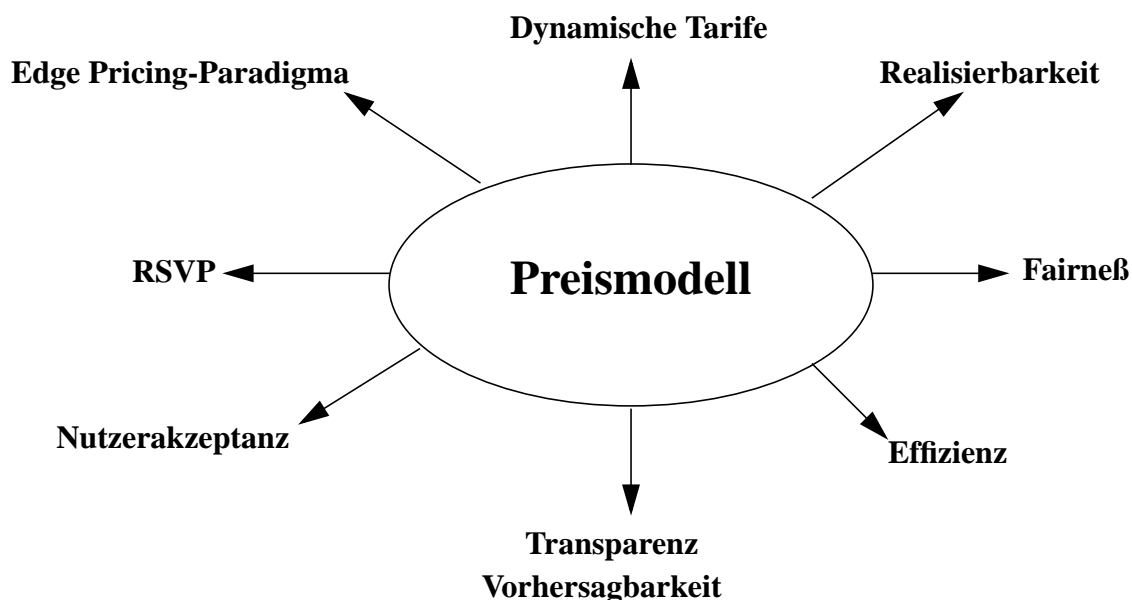 Dynamische Tarife
Edge Pricing-Paradigma
Realisierbarkeit
RSVP
Preismodell
Fairneß
Nutzerakzeptanz
Effizienz
Transparenz
Vorhersagbarkeit